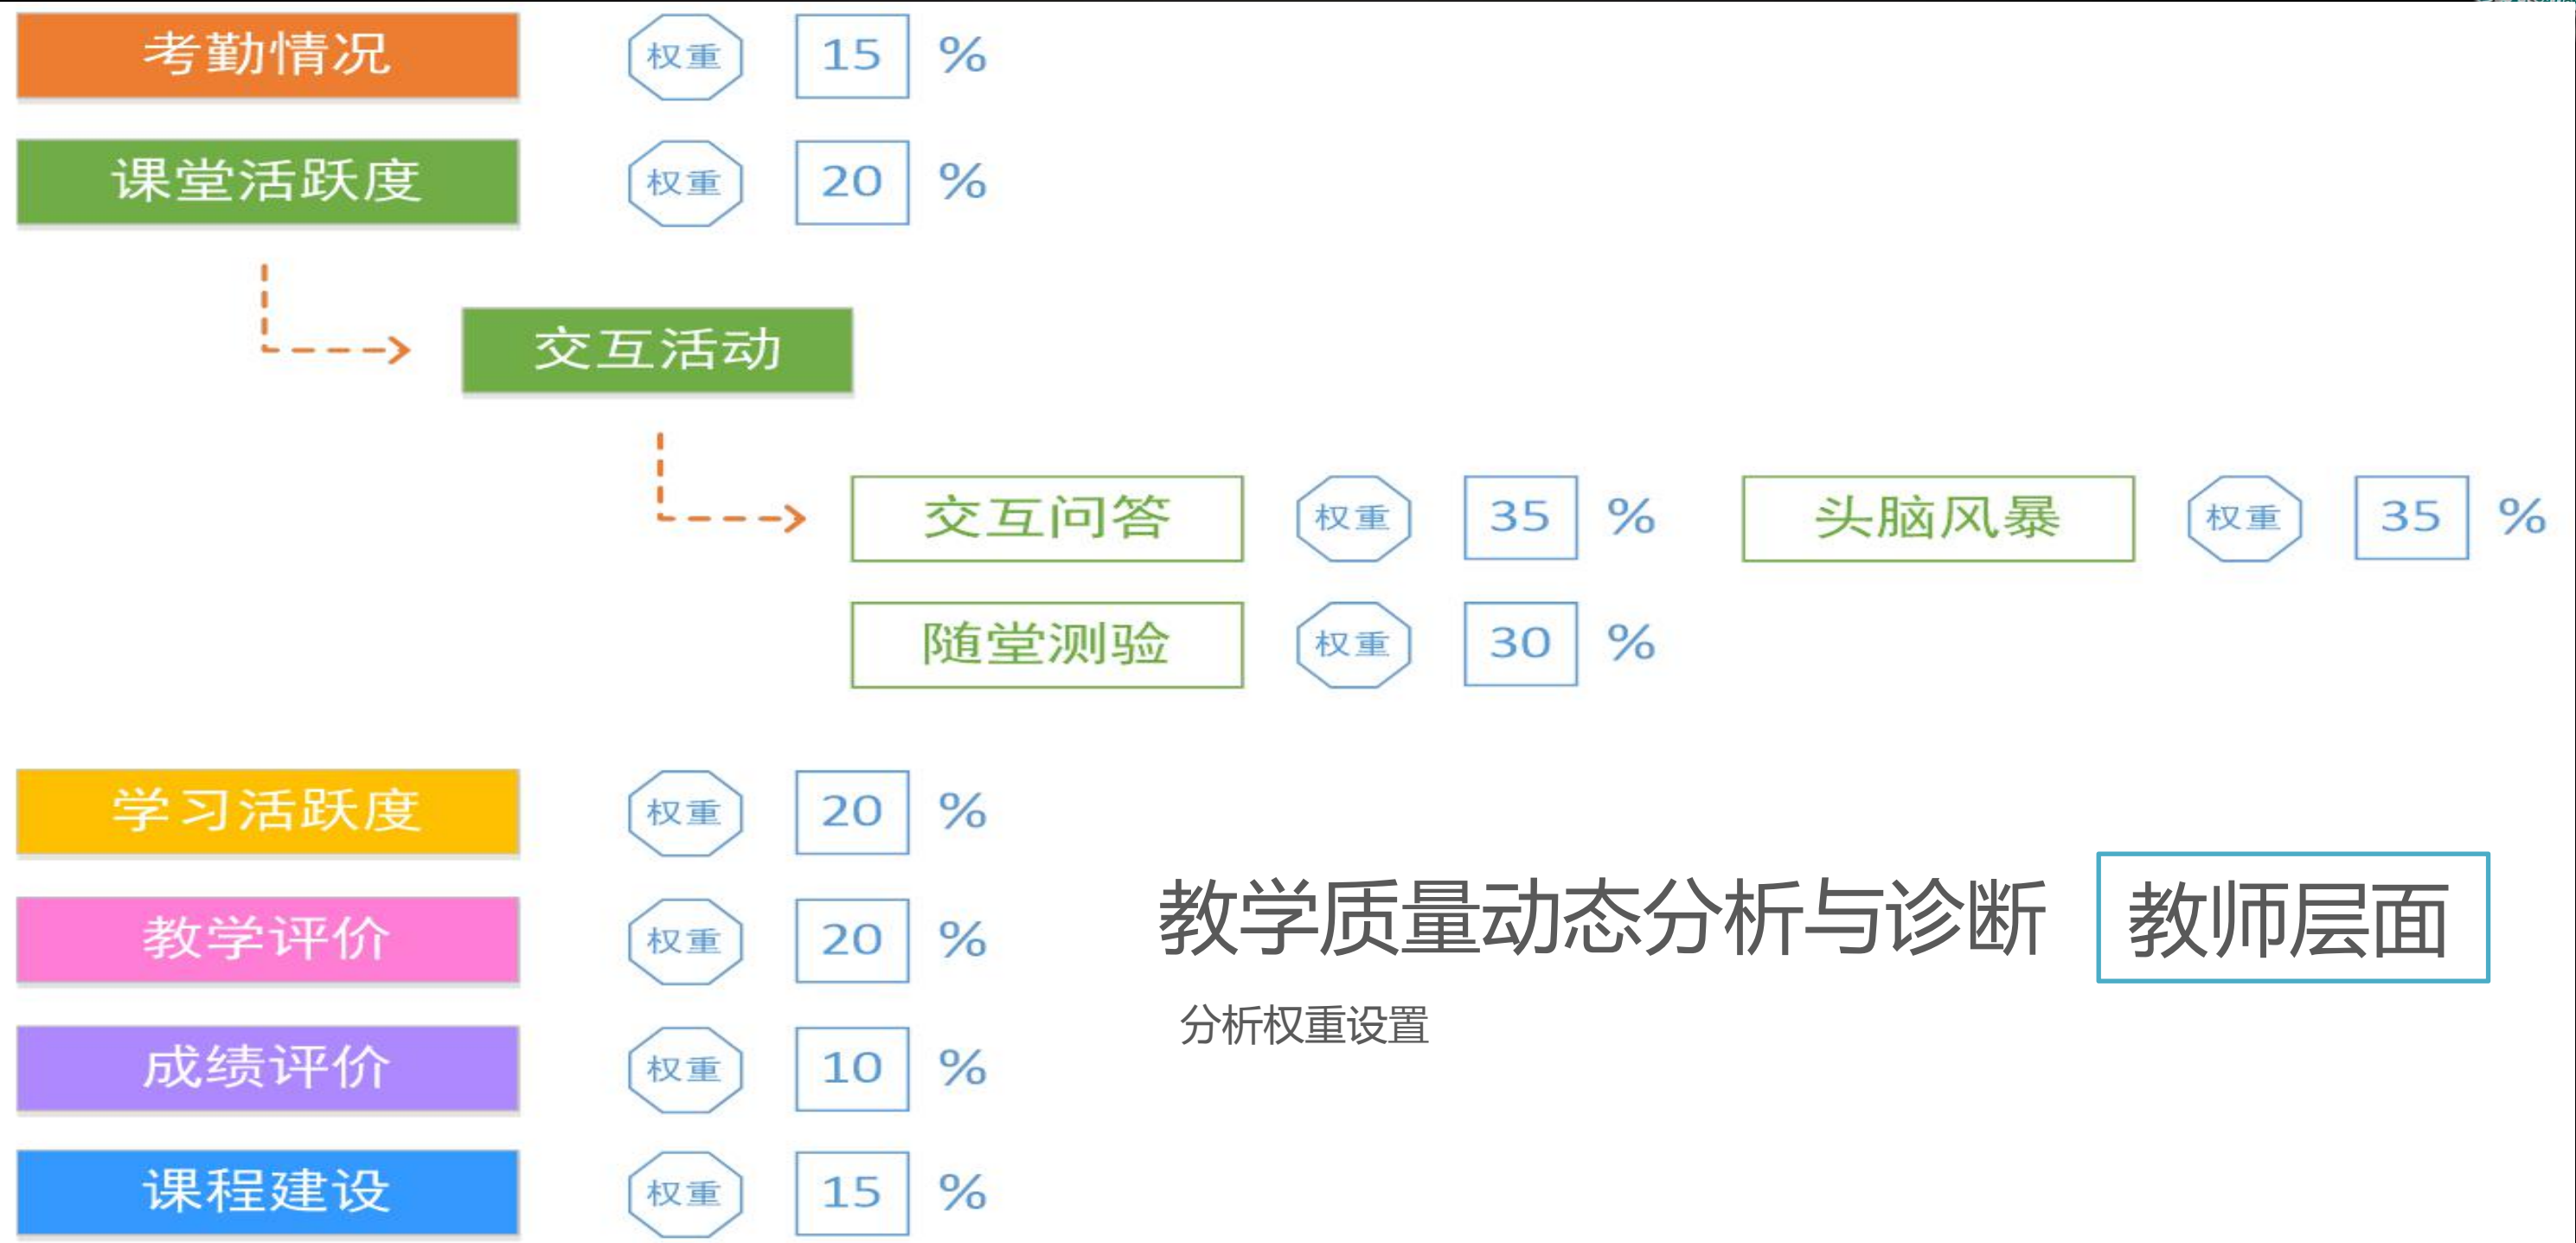 考勤情况 权重 15 %
课堂活跃度 权重 20 %
交互活动
交互问答 权重 35 % 头脑风暴 权重 35 %
随堂测验 权重 30 %
学习活跃度 权重 20 %
教学评价 权重 20 %
成绩评价 权重 10 %
课程建设 权重 15 %
教学质量动态分析与诊断 教师层面
分析权重设置